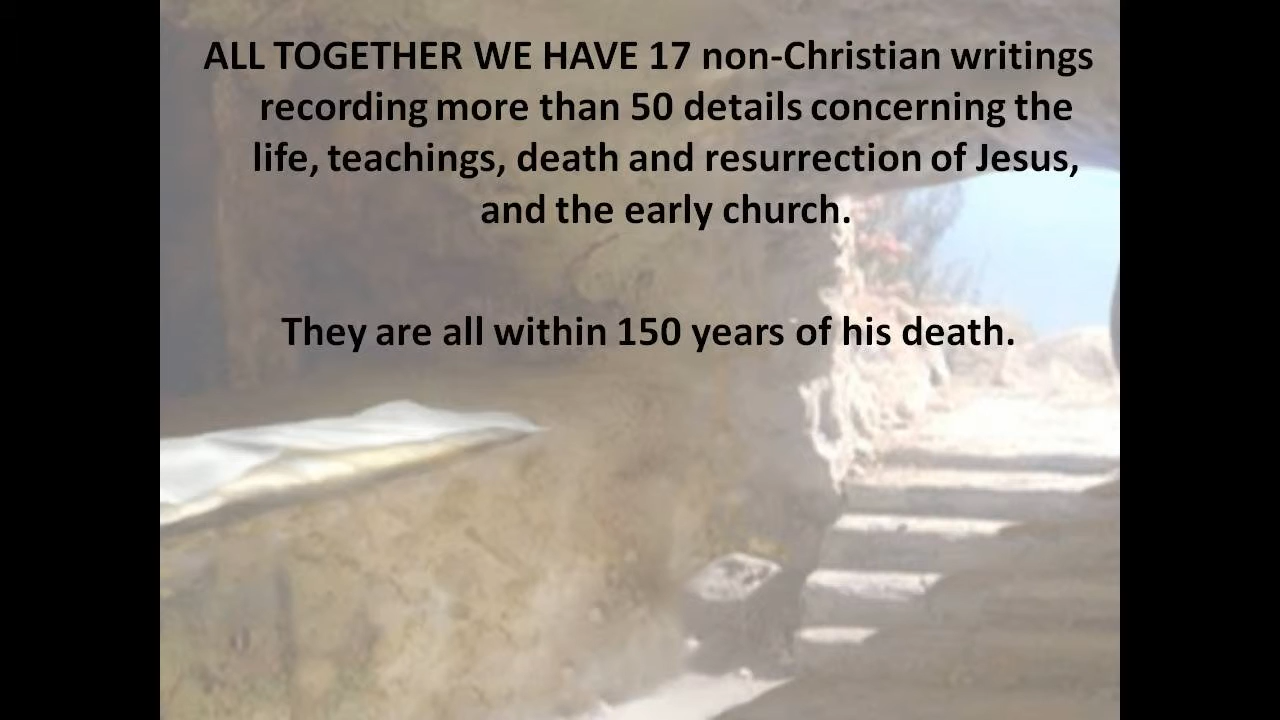 ALL TOGETHER WE HAVE 17 non-Christian writings
recording more than 50 details concerning the
life, teachings, death and resurrection of Jesus,
and the early church.
They are all within 150 years of his death.